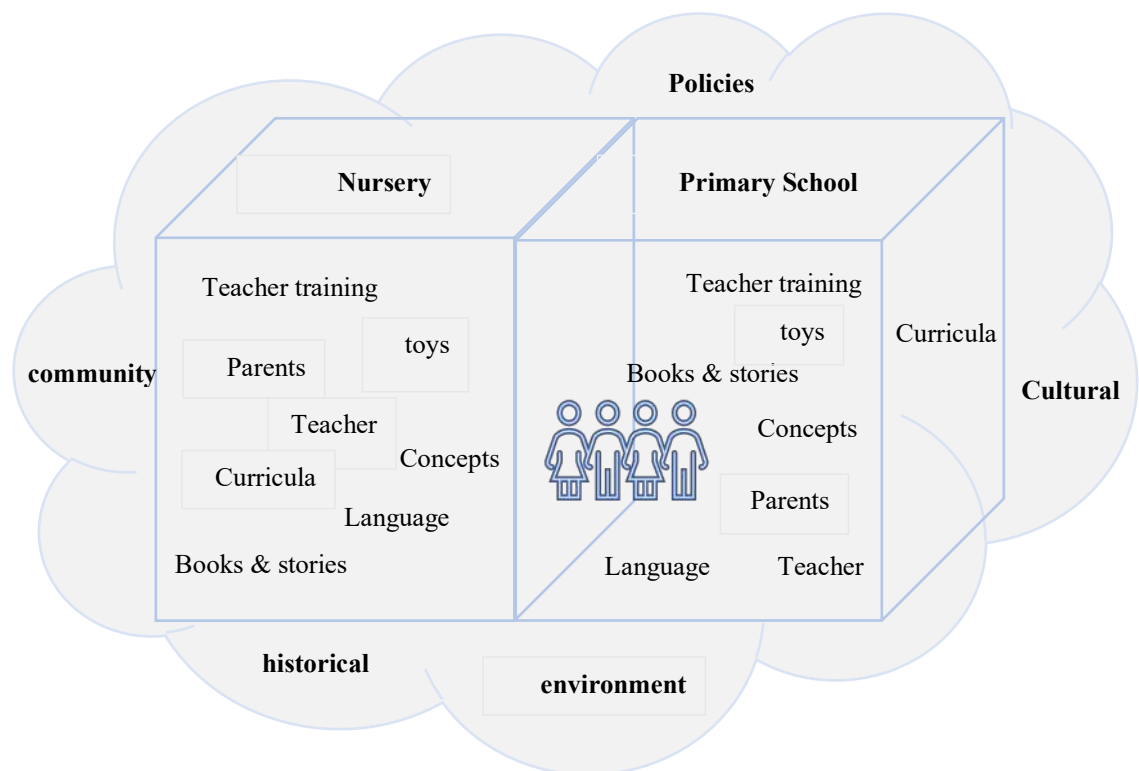 Policies
Nursery
Primary School
Teacher training
toys
Parents
Teacher
Curricula
Concepts
Language
Books & stories
Teacher training
toys
Curricula
Books & stories
Concepts
Parents
Language
Teacher
community
Cultural
historical
environment